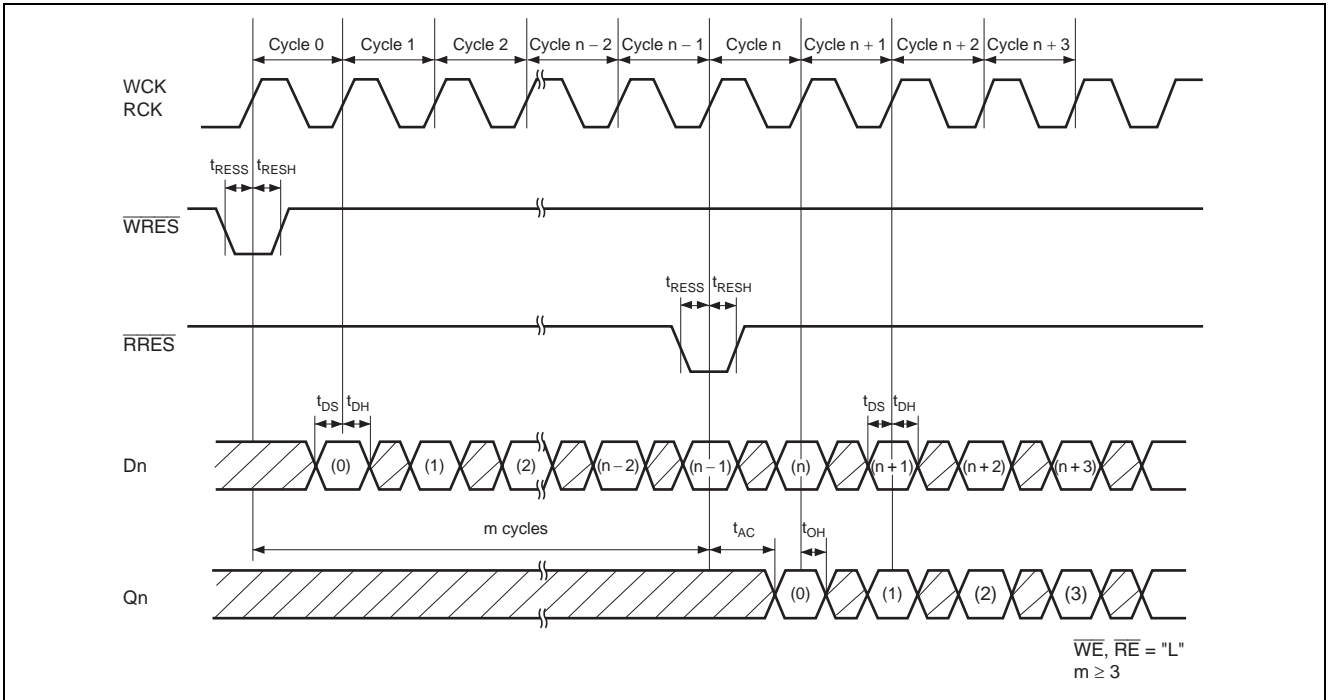 Cycle 0 Cycle 1 Cycle 2 Cycle n – 2 Cycle n – 1 Cycle n Cycle n + 1 Cycle n + 2 Cycle n + 3
WCK
RCK
tRESS tRESH
WRES
tRESS tRESH
RRES
tDS tDH tDS tDH
Dn (0) (1) (2) (n – 2) (n – 1) (n) (n + 1) (n + 2) (n + 3)
m cycles tAC tOH
Qn (0) (1) (2) (3)
WE, RE = "L"
m ≥ 3